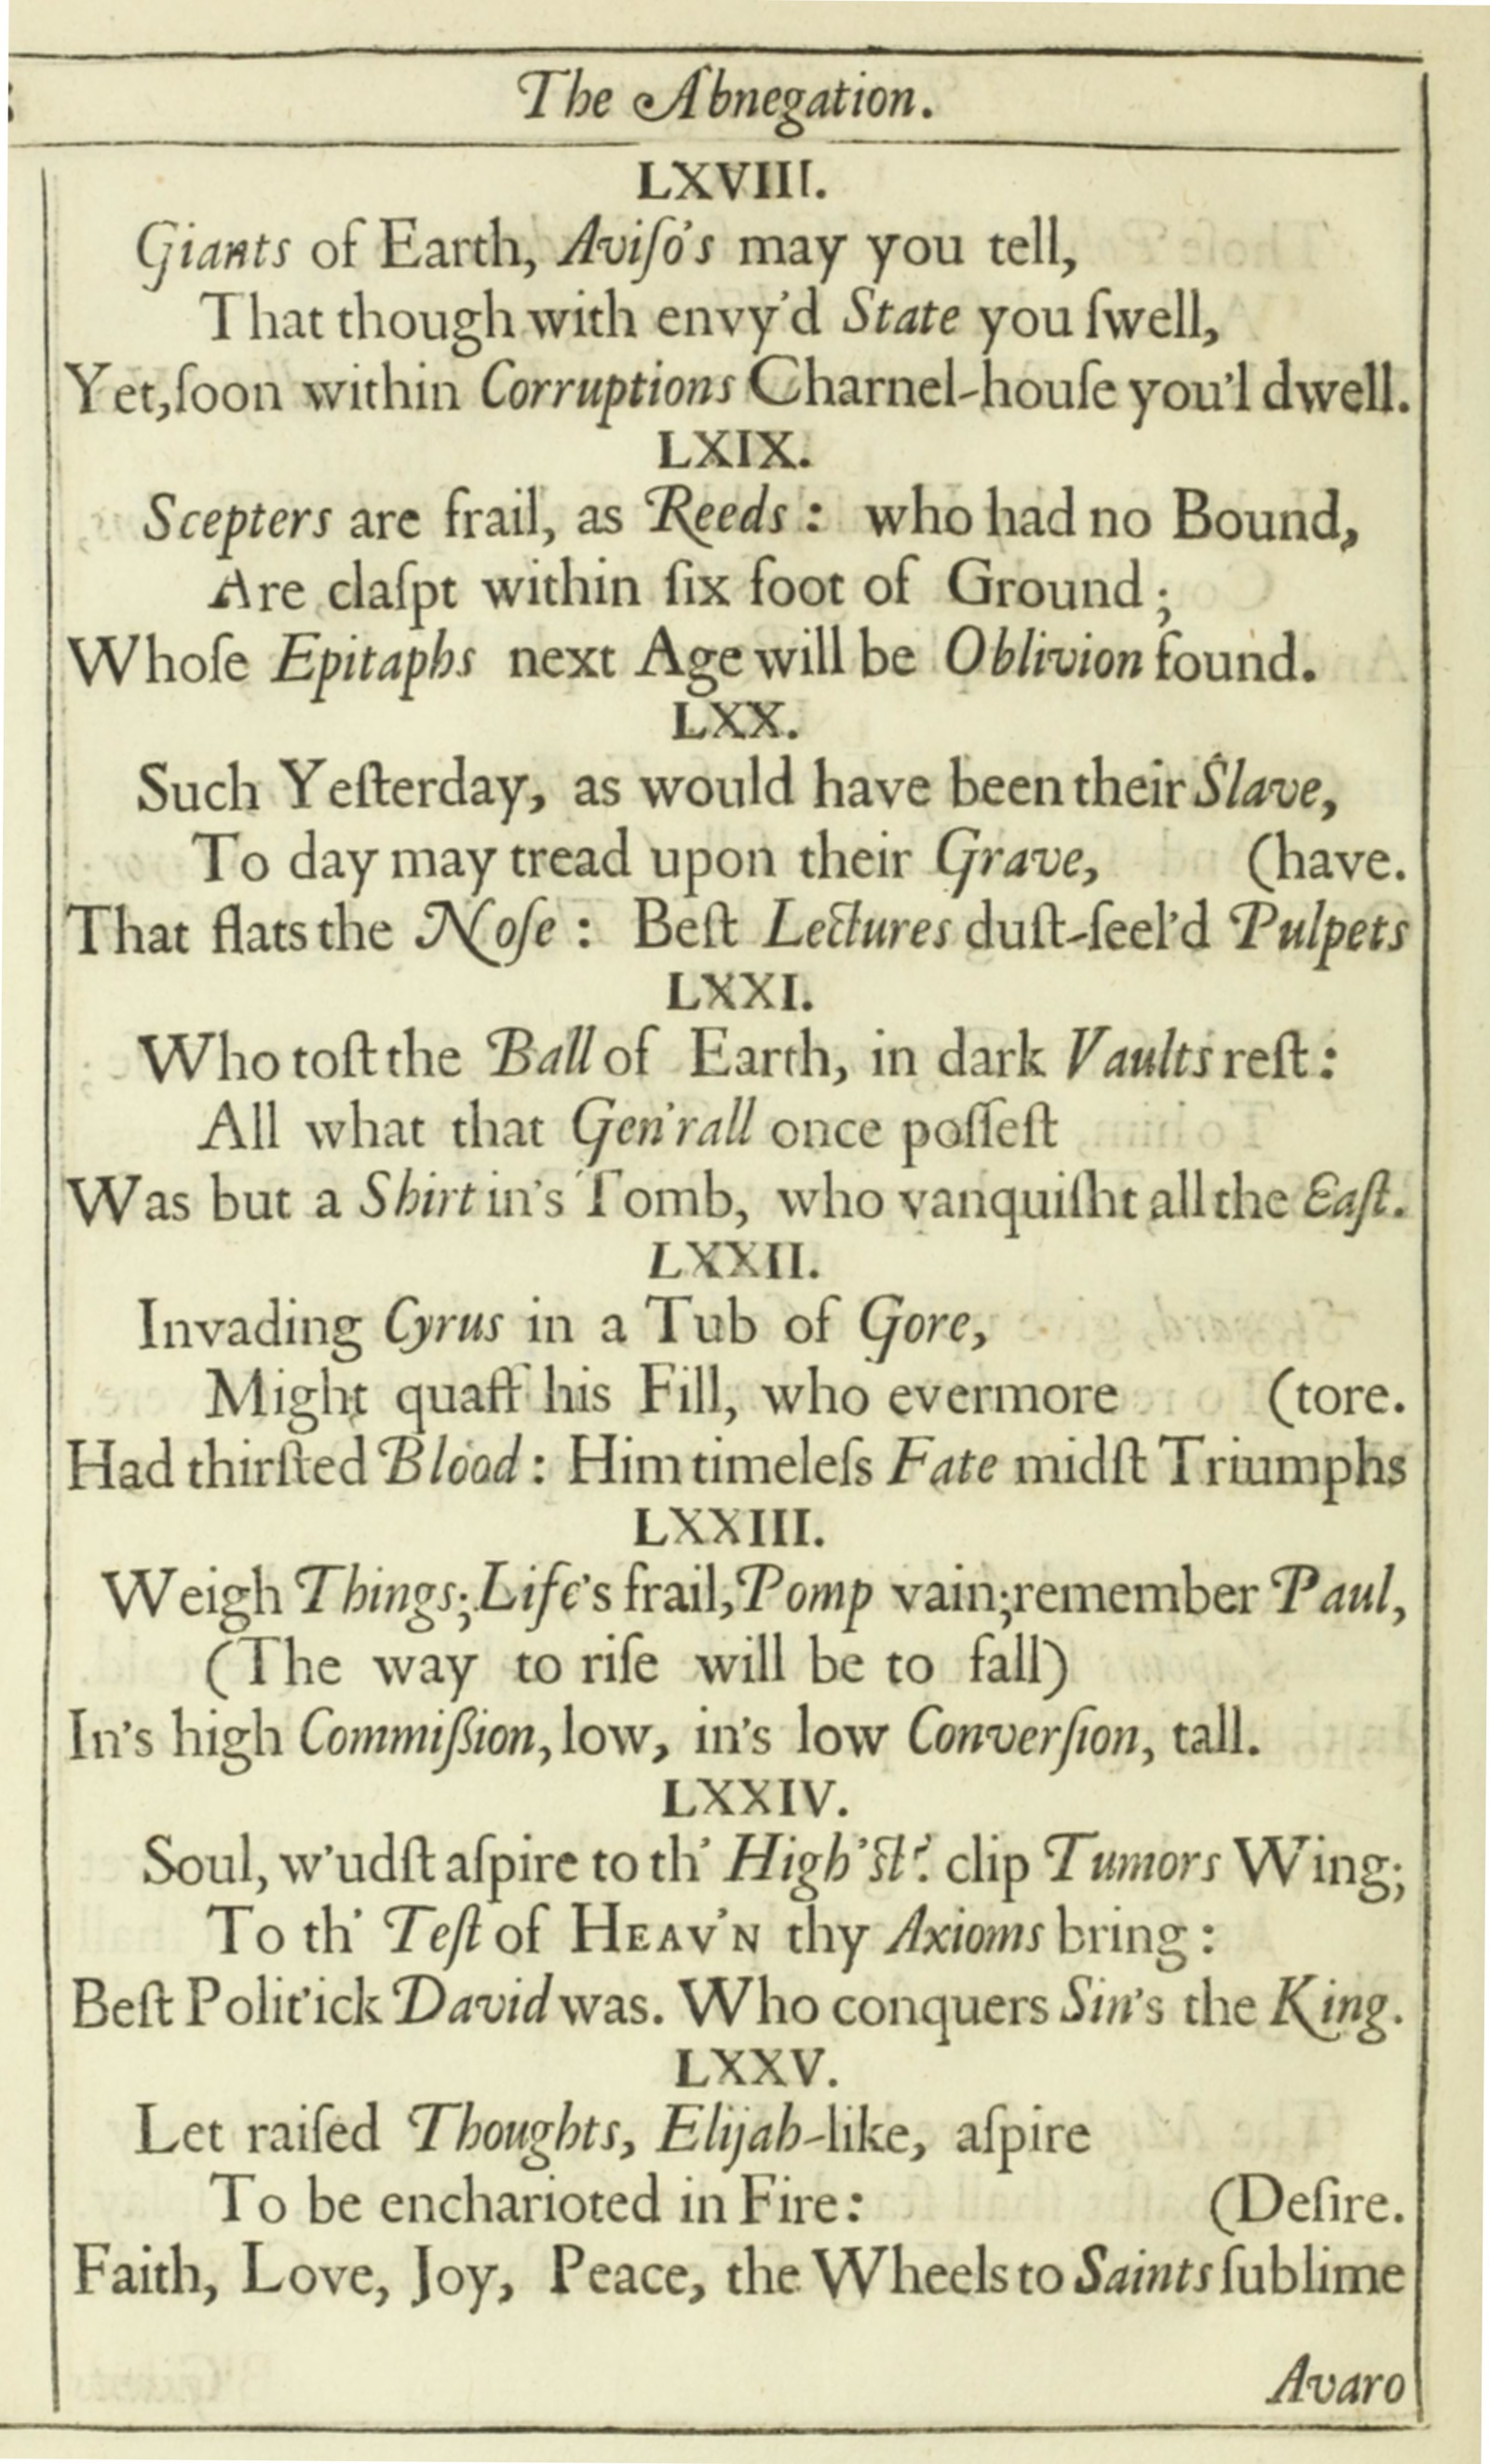 The Abnegation.
LXVIII.
Giants of Earth, Aviſo's may you tell,
That though with envy'd State you ſwell,
Yet,ſoon within Corruptions Charnel-houſe you'l dwell.
LXIX.
Scepters are frail, as Reeds : who had no Bound,
Are claſpt within ſix foot of Ground ;
Whoſe Epitaphs next Age will be Oblivion found.
LXX.
Such Yeſterday, as would have been their Slave,
To day may tread upon their Grave, (have.
That flats the Noſe : Beſt Lectures duſt-ſeel'd Pulpets
LXXI.
Who toſt the Ball of Earth, in dark Vaults reſt :
All what that Gen'rall once poſſeſt
Was but a Shirt in's Tomb, who vanquiſht all the Eaſt.
LXXII.
Invading Cyrus in a Tub of Gore,
Might quaff his Fill, who evermore (tore.
Had thirſted Blood : Him timeleſs Fate midſt Triumphs
LXXIII.
Weigh Things; Life's frail, Pomp vain;remember Paul,
(The way to riſe will be to fall)
In's high Commiſſion, low, in's low Converſion, tall.
LXXIV.
Soul, w'udſt aſpire to th' High'ſt? clip Tumors Wing;
To th' Teſt of HEAV'N thy Axioms bring :
Beſt Polit'ick David was. Who conquers Sin's the King.
LXXV.
Let raiſed Thoughts, Elijah-like, aſpire
To be encharioted in Fire : (Deſire.
Faith, Love, Joy, Peace, the Wheels to Saints ſublime
Avaro